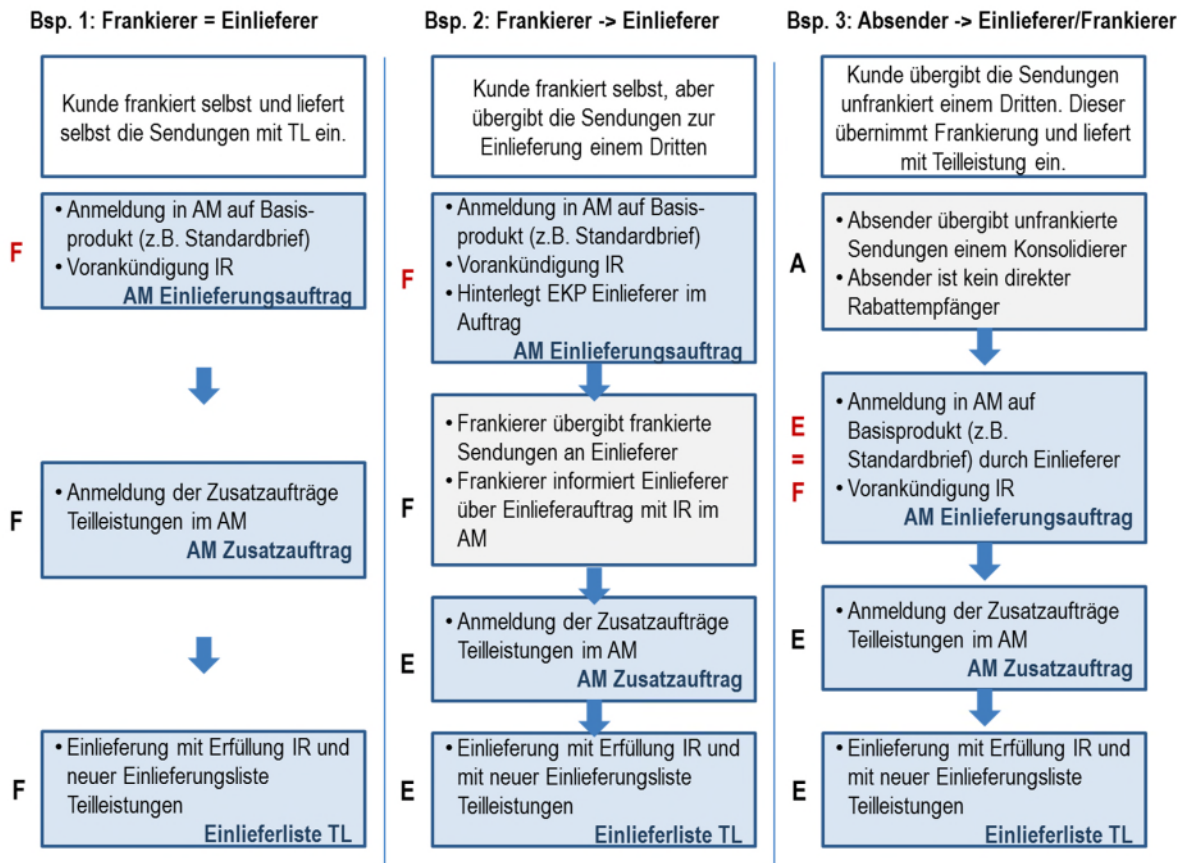 Bsp. 1: Frankierer = Einlieferer
Kunde frankiert selbst und liefert
selbst die Sendungen mit TL ein.
F
• Anmeldung in AM auf Basis-
produkt (z.B. Standardbrief)
• Vorankündigung IR
AM Einlieferungsauftrag
F
• Anmeldung der Zusatzaufträge
Teilleistungen im AM
AM Zusatzauftrag
F
• Einlieferung mit Erfüllung IR und
neuer Einlieferungsliste
Teilleistungen
Einlieferliste TL
Bsp. 2: Frankierer -> Einlieferer
Kunde frankiert selbst, aber
übergibt die Sendungen zur
Einlieferung einem Dritten
F
• Anmeldung in AM auf Basis-
produkt (z.B. Standardbrief)
• Vorankündigung IR
• Hinterlegt EKP Einlieferer im
Auftrag
AM Einlieferungsauftrag
F
• Frankierer übergibt frankierte
Sendungen an Einlieferer
• Frankierer informiert Einlieferer
über Einlieferauftrag mit IR im
AM
E
• Anmeldung der Zusatzaufträge
Teilleistungen im AM
AM Zusatzauftrag
E
• Einlieferung mit Erfüllung IR und
mit neuer Einlieferungsliste
Teilleistungen
Einlieferliste TL
Bsp. 3: Absender -> Einlieferer/Frankierer
Kunde übergibt die Sendungen
unfrankiert einem Dritten. Dieser
übernimmt Frankierung und liefert
mit Teilleistung ein.
A
• Absender übergibt unfrankierte
Sendungen einem Konsolidierer
• Absender ist kein direkter
Rabattempfänger
E
=
F
• Anmeldung in AM auf
Basisprodukt (z.B.
Standardbrief) durch Einlieferer
• Vorankündigung IR
AM Einlieferungsauftrag
E
• Anmeldung der Zusatzaufträge
Teilleistungen im AM
AM Zusatzauftrag
E
• Einlieferung mit Erfüllung IR und
mit neuer Einlieferungsliste
Teilleistungen
Einlieferliste TL